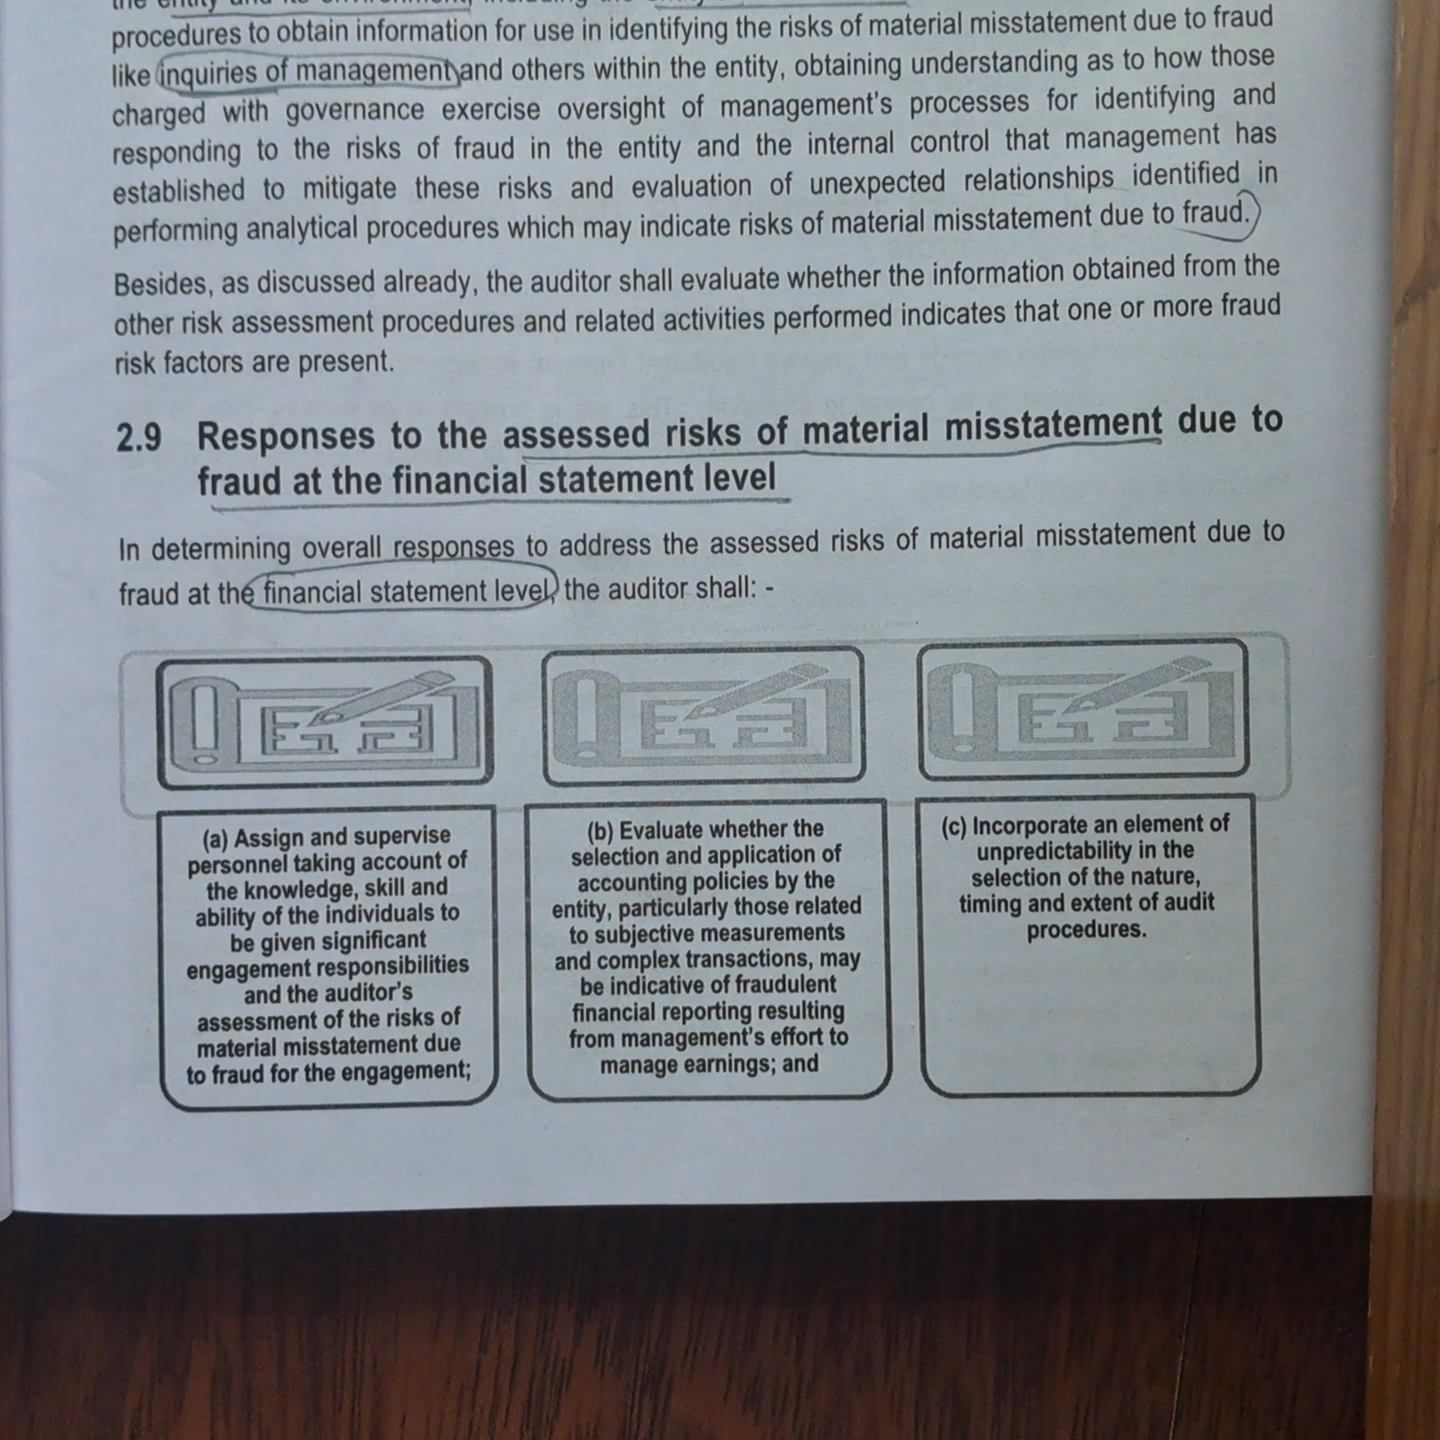 procedures to obtain information for use in identifying the risks of material misstatement due to fraud
like inquiries of management and others within the entity, obtaining understanding as to how those
charged with governance exercise oversight of management's processes for identifying and
responding to the risks of fraud in the entity and the internal control that management has
established to mitigate these risks and evaluation of unexpected relationships identified in
performing analytical procedures which may indicate risks of material misstatement due to fraud.
Besides, as discussed already, the auditor shall evaluate whether the information obtained from the
other risk assessment procedures and related activities performed indicates that one or more fraud
risk factors are present.
2.9 Responses to the assessed risks of material misstatement due to
fraud at the financial statement level
In determining overall responses to address the assessed risks of material misstatement due to
fraud at the financial statement level, the auditor shall: -
(a) Assign and supervise
personnel taking account of
the knowledge, skill and
ability of the individuals to
be given significant
engagement responsibilities
and the auditor's
assessment of the risks of
material misstatement due
to fraud for the engagement;
(b) Evaluate whether the
selection and application of
accounting policies by the
entity, particularly those related
to subjective measurements
and complex transactions, may
be indicative of fraudulent
financial reporting resulting
from management's effort to
manage earnings; and
(c) Incorporate an element of
unpredictability in the
selection of the nature,
timing and extent of audit
procedures.